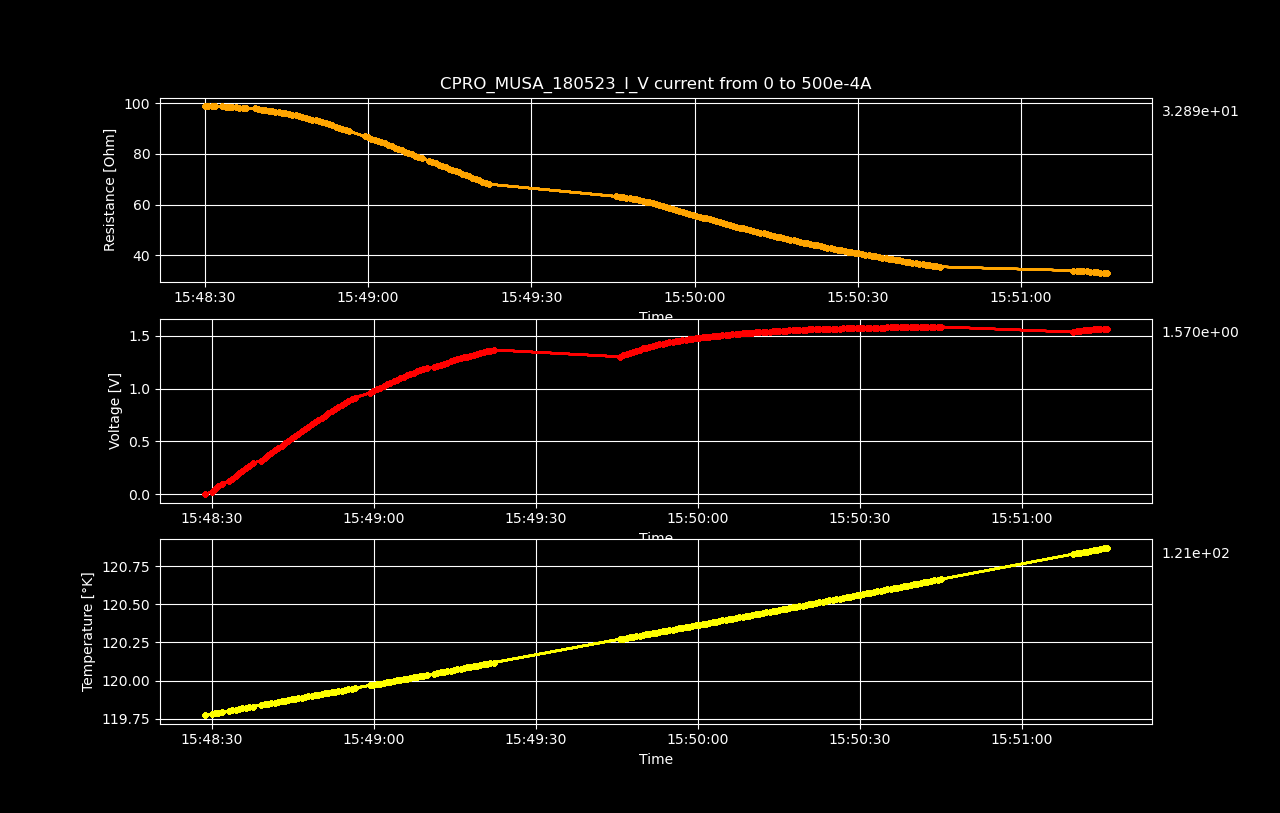 CPRO_MUSA_180523_I_V current from 0 to 500e-4A
100
80
60
40
Resistance [Ohm]
3.289e+01
15:48:30 15:49:00 15:49:30 15:50:00 15:50:30 15:51:00
Time
1.5
1.0
0.5
0.0
Voltage [V]
1.570e+00
15:48:30 15:49:00 15:49:30 15:50:00 15:50:30 15:51:00
Time
120.75
120.50
120.25
120.00
119.75
Temperature [°K]
1.21e+02
15:48:30 15:49:00 15:49:30 15:50:00 15:50:30 15:51:00
Time